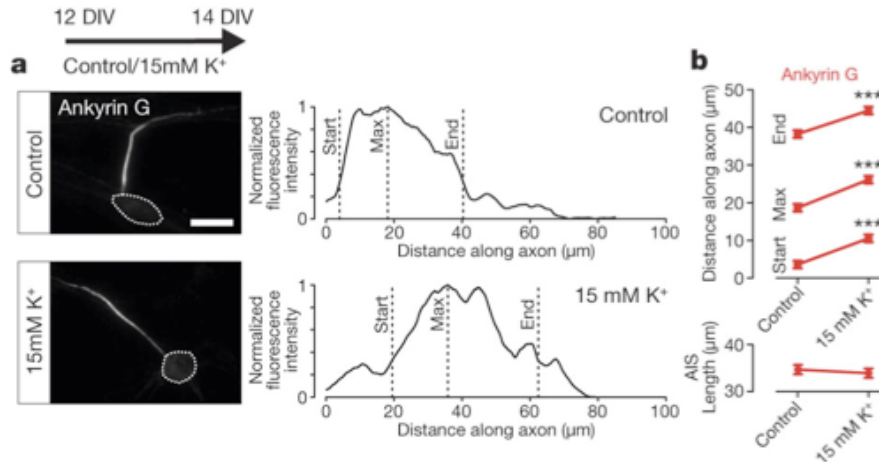 12 DIV 14 DIV
Control/15mM K⁺
a
Control
Ankyrin G
Normalized
fluorescence
intensity
1
0
Start
Max
End
Control
0 20 40 60 80 100
Distance along axon (µm)
15mM K⁺
Normalized
fluorescence
intensity
1
0
Start
Max
End
15 mM K⁺
0 20 40 60 80 100
Distance along axon (µm)
b
Ankyrin G
Distance along axon (µm)
50
40
30
20
10
0
End
Max
Start
***
***
***
Control
15 mM K⁺
AIS
Length (µm)
40
30
Control
15 mM K⁺